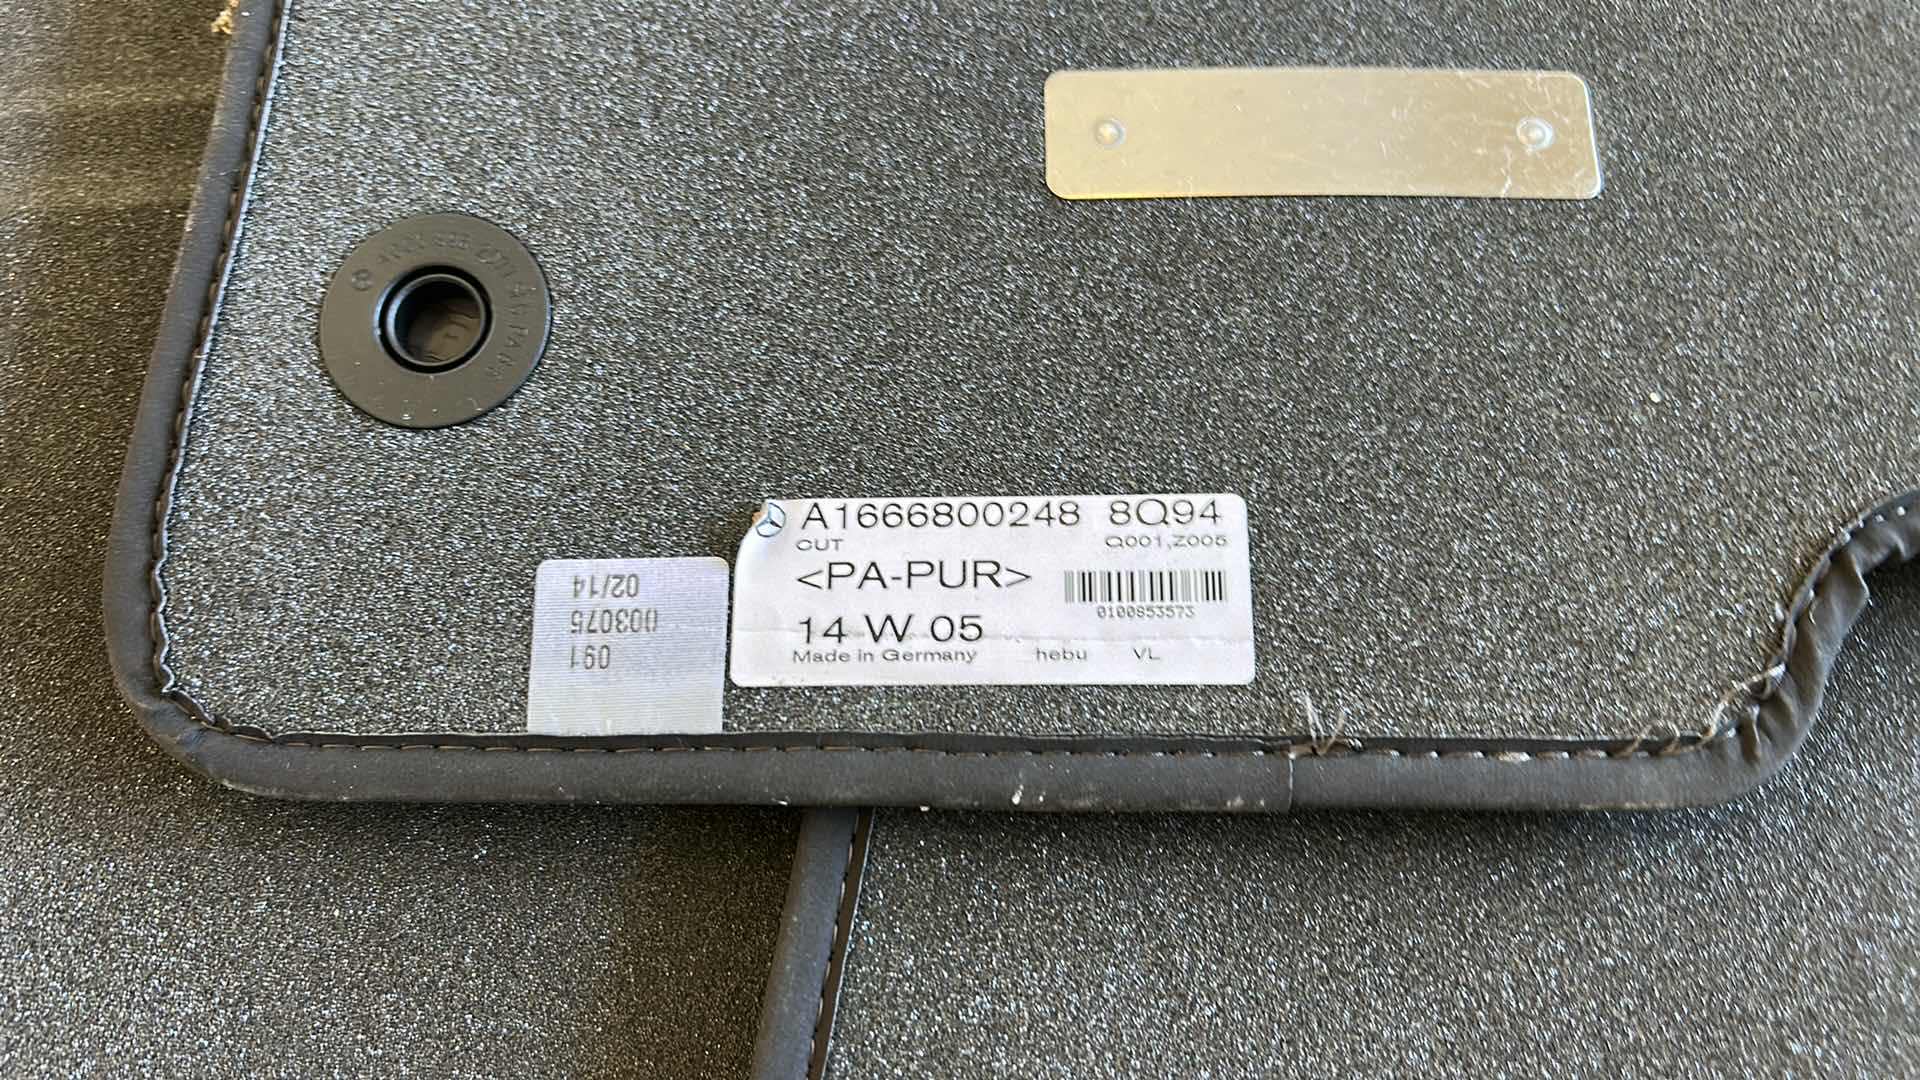 A1666800248 8Q94
CUT Q001,Z005
<PA-PUR>
0100853573
14 W 05
Made in Germany hebu VL
02/14
003075
091